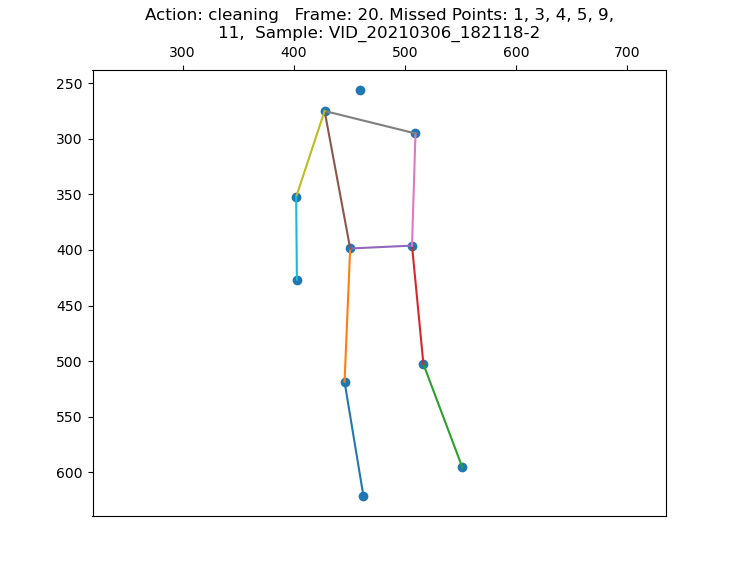 Action: cleaning   Frame: 20. Missed Points: 1, 3, 4, 5, 9,
11,  Sample: VID_20210306_182118-2
300 400 500 600 700
250
300
350
400
450
500
550
600